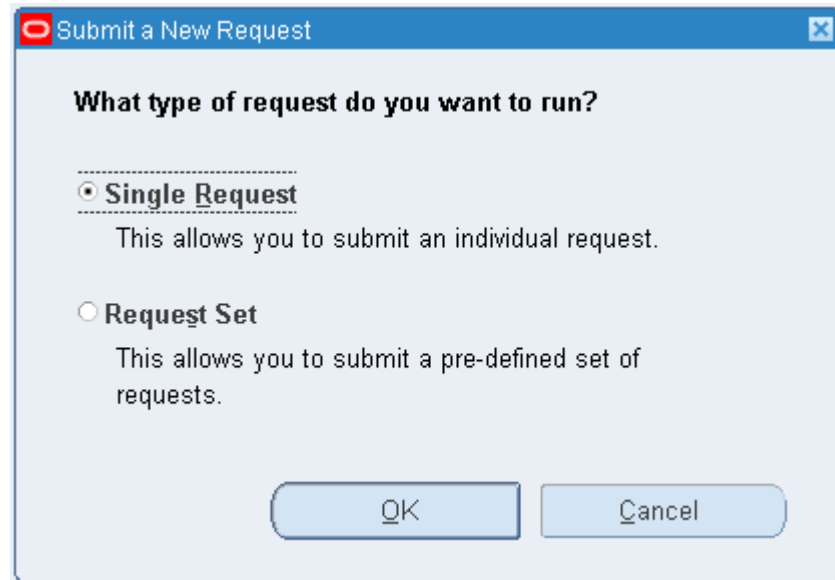 Submit a New Request
What type of request do you want to run?
Single Request
This allows you to submit an individual request.
Request Set
This allows you to submit a pre-defined set of
requests.
OK
Cancel